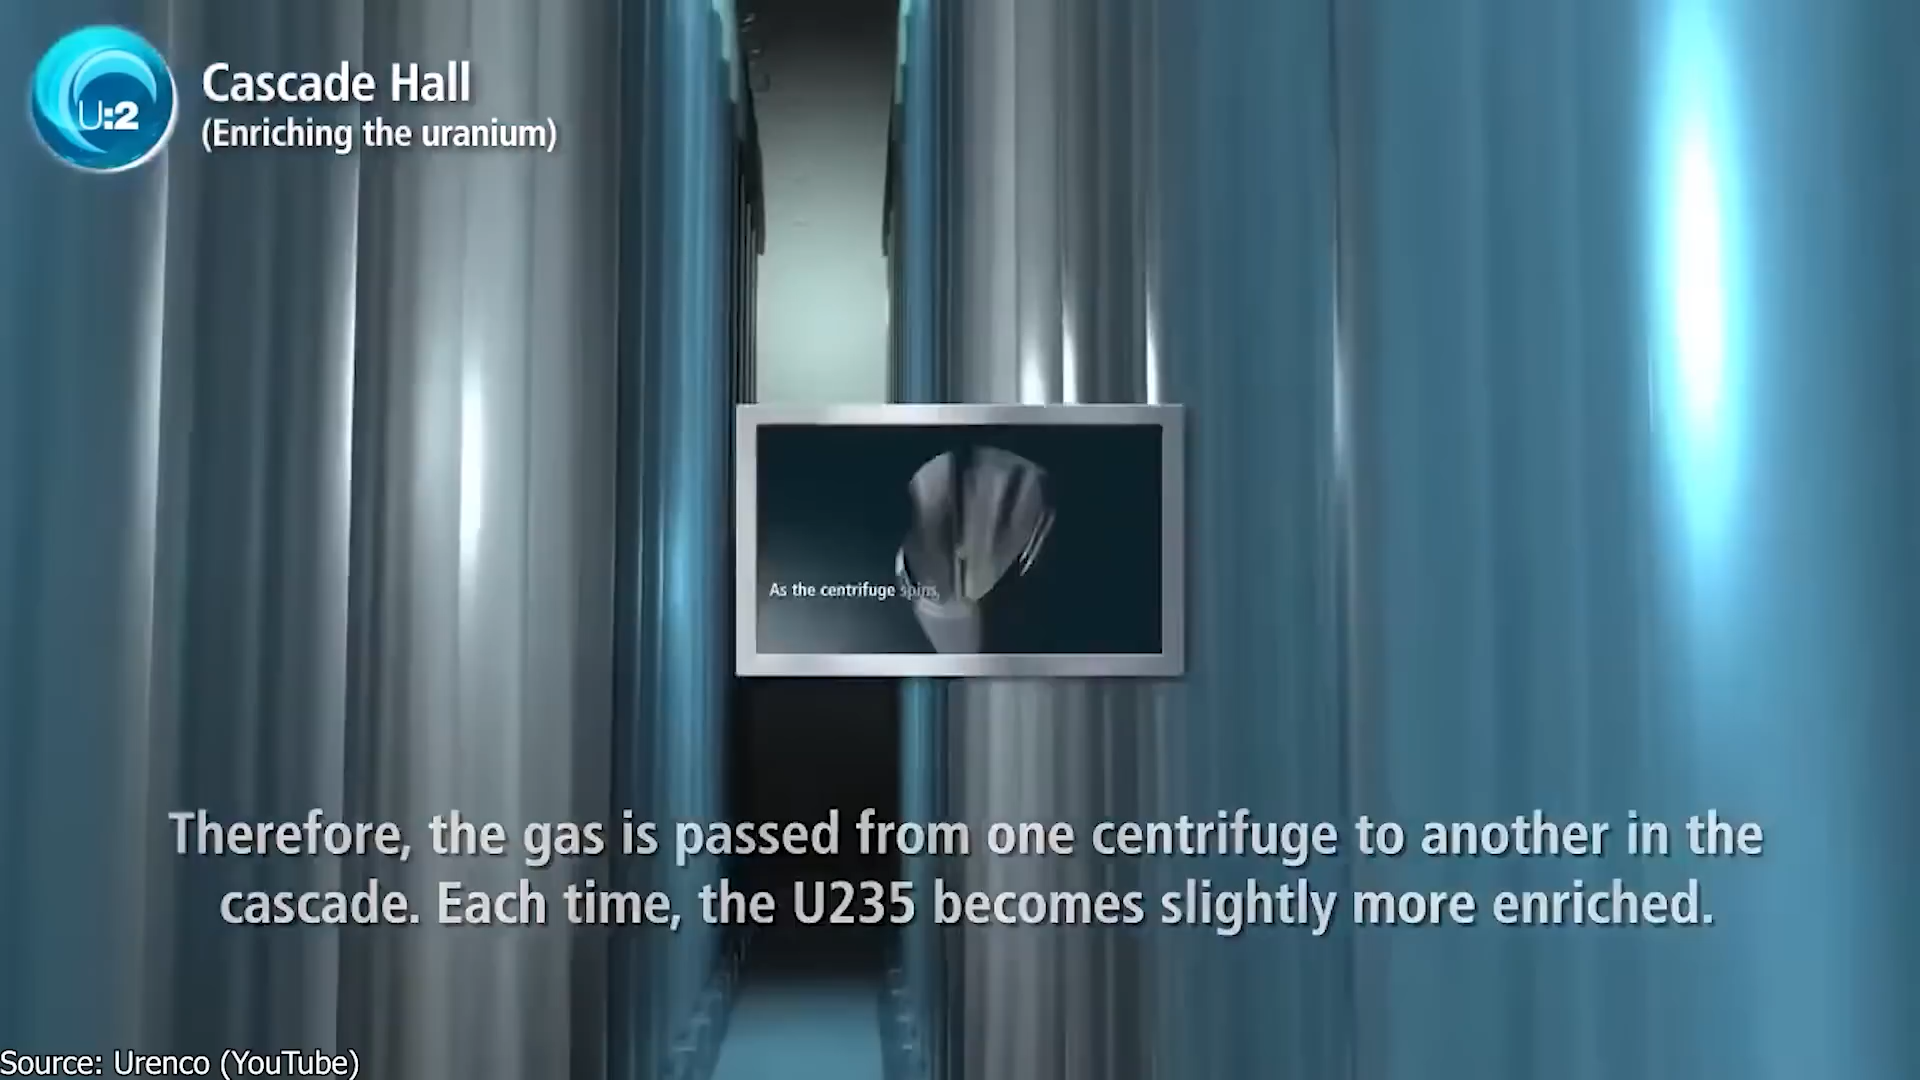 U:2
Cascade Hall
(Enriching the uranium)
As the centrifuge spins,
Therefore, the gas is passed from one centrifuge to another in the
cascade. Each time, the U235 becomes slightly more enriched.
Source: Urenco (YouTube)